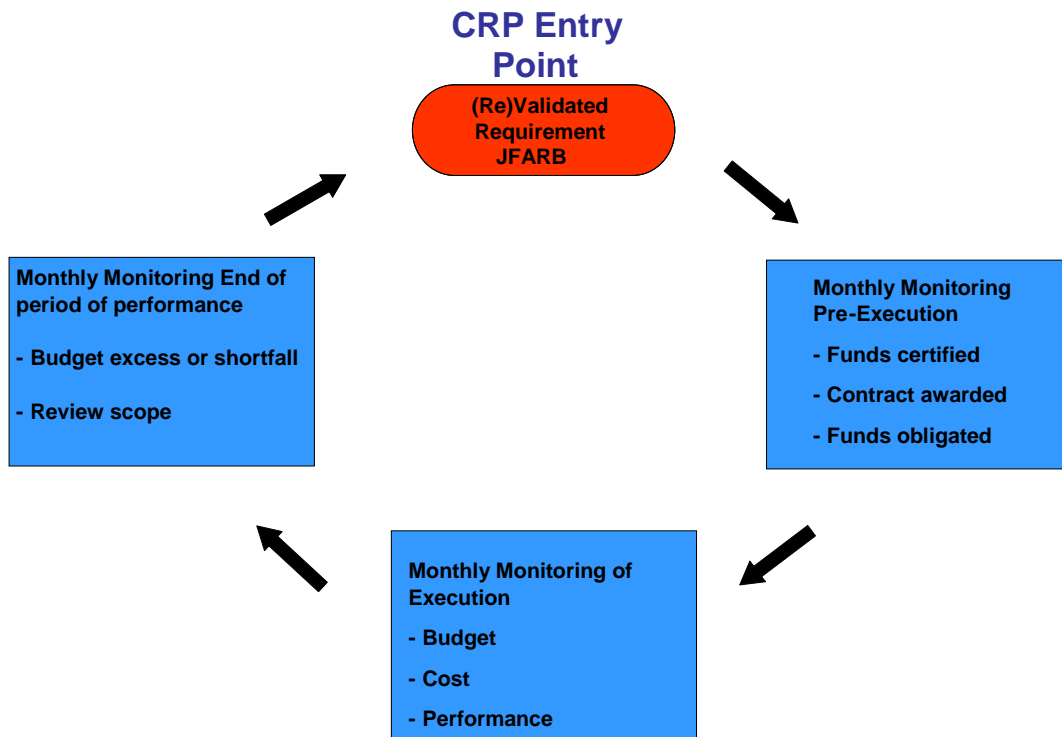 CRP Entry
Point
(Re)Validated
Requirement
JFARB
Monthly Monitoring End of
period of performance
- Budget excess or shortfall
- Review scope
Monthly Monitoring
Pre-Execution
- Funds certified
- Contract awarded
- Funds obligated
Monthly Monitoring of
Execution
- Budget
- Cost
- Performance